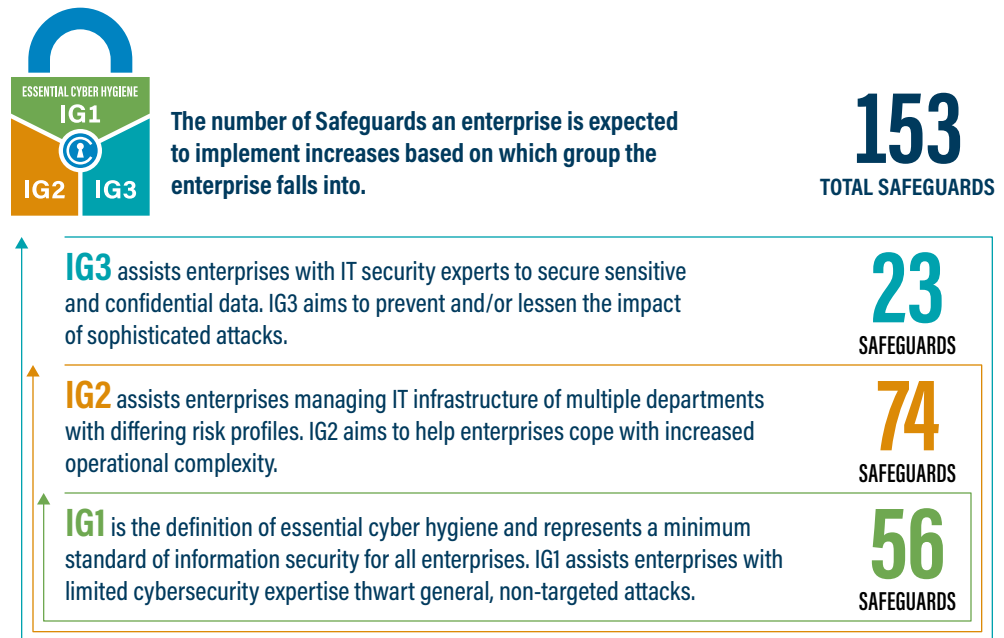 ESSENTIAL CYBER HYGIENE
IG1
IG2
IG3
The number of Safeguards an enterprise is expected
to implement increases based on which group the
enterprise falls into.
153
TOTAL SAFEGUARDS
IG3 assists enterprises with IT security experts to secure sensitive
and confidential data. IG3 aims to prevent and/or lessen the impact
of sophisticated attacks.
23
SAFEGUARDS
IG2 assists enterprises managing IT infrastructure of multiple departments
with differing risk profiles. IG2 aims to help enterprises cope with increased
operational complexity.
74
SAFEGUARDS
IG1 is the definition of essential cyber hygiene and represents a minimum
standard of information security for all enterprises. IG1 assists enterprises with
limited cybersecurity expertise thwart general, non-targeted attacks.
56
SAFEGUARDS